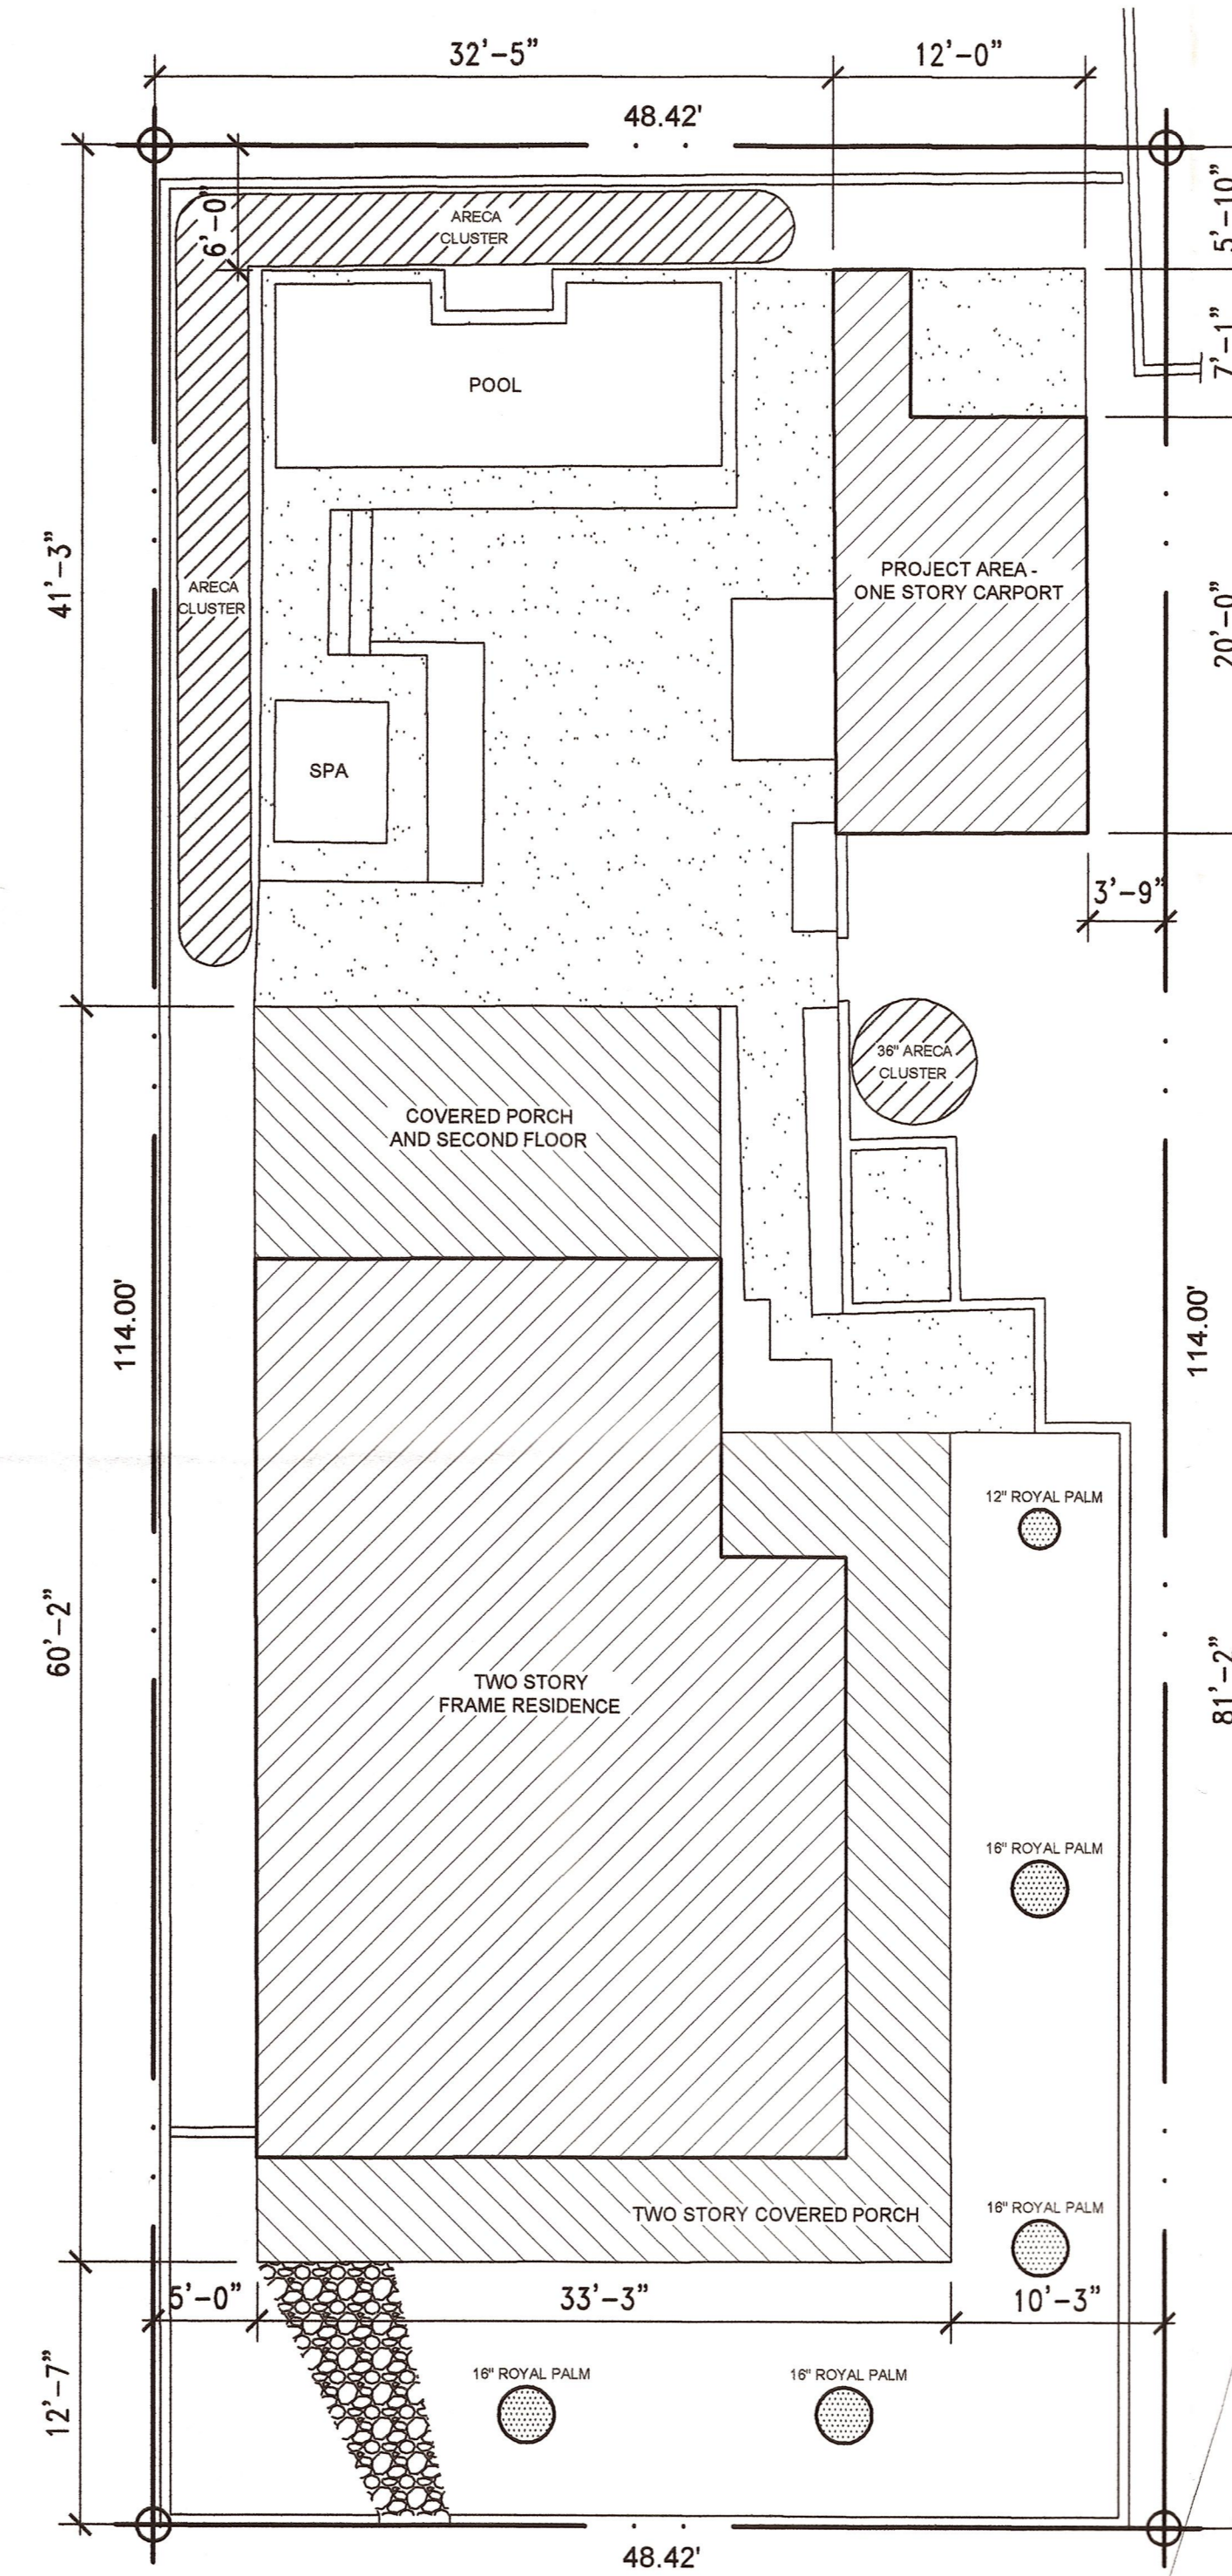 32'-5"
12'-0"
48.42'
5'-10"
6'-0"
ARECA
CLUSTER
7'-1"
POOL
41'-3"
ARECA
CLUSTER
PROJECT AREA -
ONE STORY CARPORT
20'-0"
SPA
3'-9"
36" ARECA
CLUSTER
COVERED PORCH
AND SECOND FLOOR
114.00'
114.00'
12" ROYAL PALM
60'-2"
TWO STORY
FRAME RESIDENCE
81'-2"
16" ROYAL PALM
16" ROYAL PALM
TWO STORY COVERED PORCH
5'-0"
33'-3"
10'-3"
12'-7"
16" ROYAL PALM
16" ROYAL PALM
48.42'